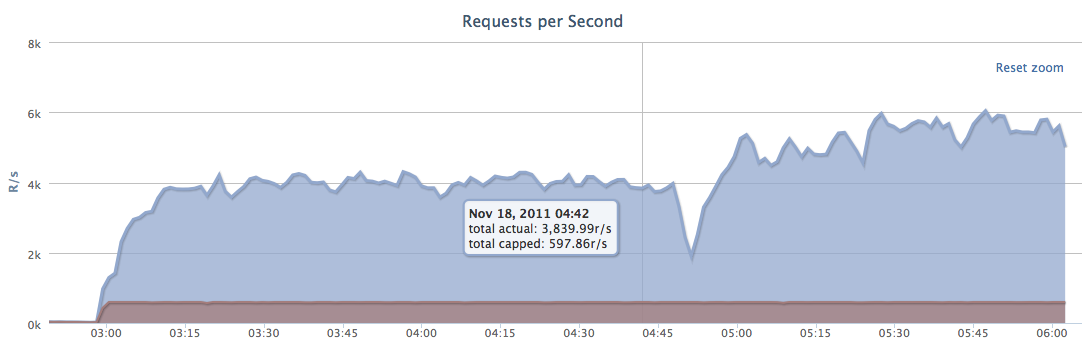 Requests per Second
8k
Reset zoom
6k
R/s
4k
Nov 18, 2011 04:42
total actual: 3,839.99r/s
total capped: 597.86r/s
2k
0k
03:00 03:15 03:30 03:45 04:00 04:15 04:30 04:45 05:00 05:15 05:30 05:45 06:00